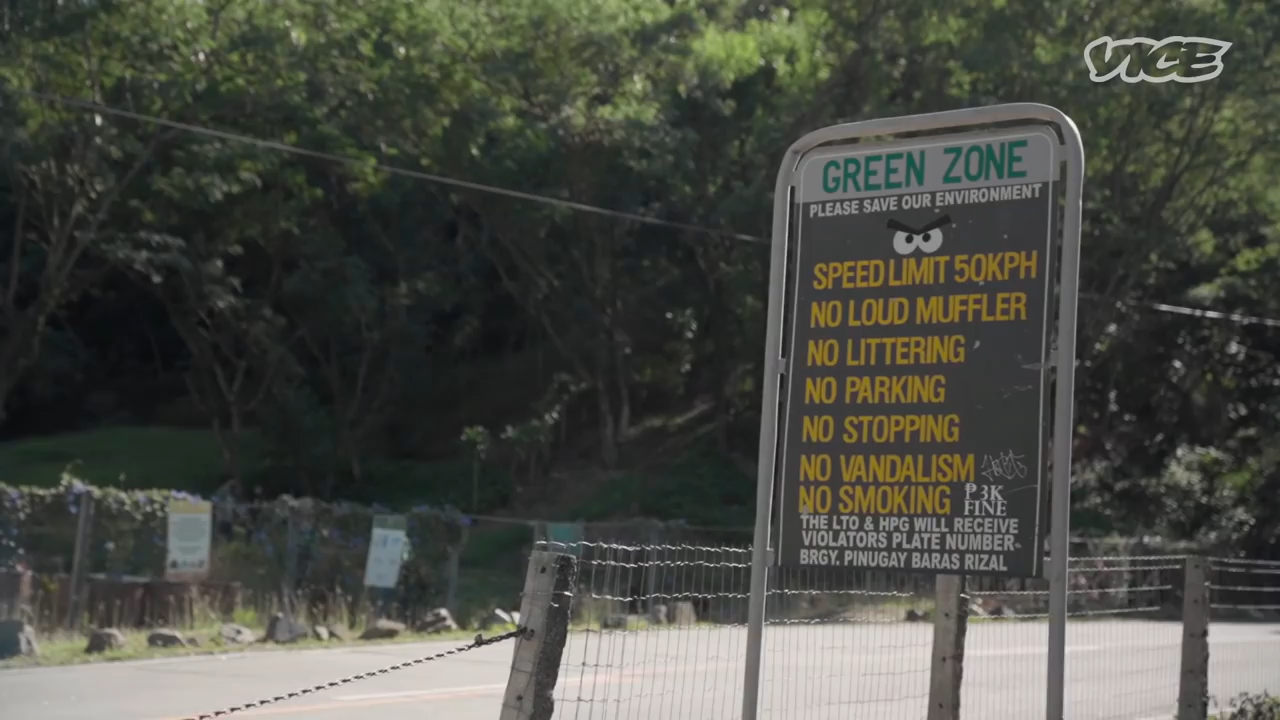 VICE
GREEN ZONE
PLEASE SAVE OUR ENVIRONMENT
SPEED LIMIT 50KPH
NO LOUD MUFFLER
NO LITTERING
NO PARKING
NO STOPPING
NO VANDALISM
NO SMOKING ₱3K FINE
THE LTO & HPG WILL RECEIVE
VIOLATORS PLATE NUMBER
BRGY. PINUGAY BARAS RIZAL